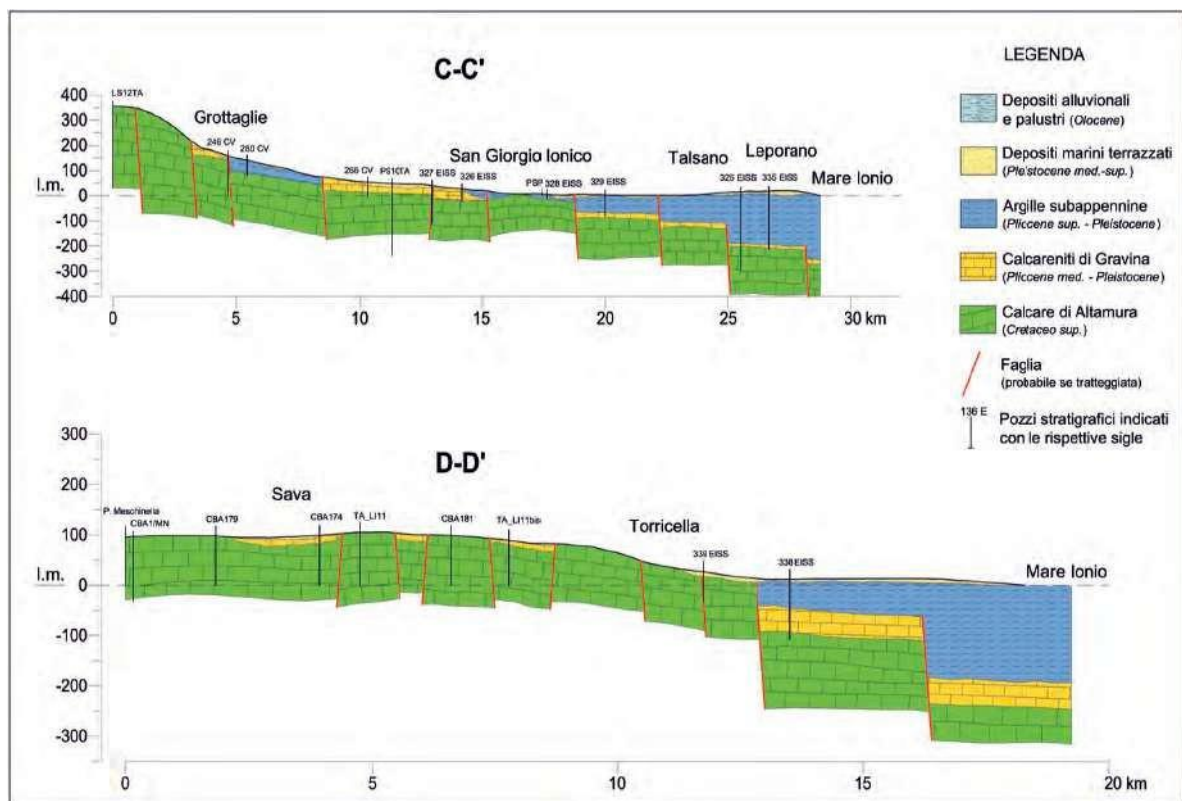 C-C'
400
300
200
100
l.m. 0
-100
-200
-300
-400
LS12TA
Grottaglie
246 CV
280 CV
266 CV
PS10TA
327 EISS
326 EISS
San Giorgio Ionico
PSP
328 EISS
329 EISS
Talsano
Leporano
325 EISS
335 EISS
Mare Ionio
0 5 10 15 20 25 30 km
D-D'
300
200
100
l.m. 0
-100
-200
-300
P. Meschinella
CBA1/MN
CBA179
Sava
CBA174
TA_LI11
CBA181
TA_LI11bis
Torricella
338 EISS
Mare Ionio
0 5 10 15 20 km
LEGENDA
Depositi alluvionali
e palustri (Olocene)
Depositi marini terrazzati
(Pleistocene med.-sup.)
Argille subappennine
(Pliocene sup. - Pleistocene)
Calcareniti di Gravina
(Pliocene med. - Pleistocene)
Calcare di Altamura
(Cretaceo sup.)
Faglia
(probabile se tratteggiata)
136 E
Pozzi stratigrafici indicati
con le rispettive sigle